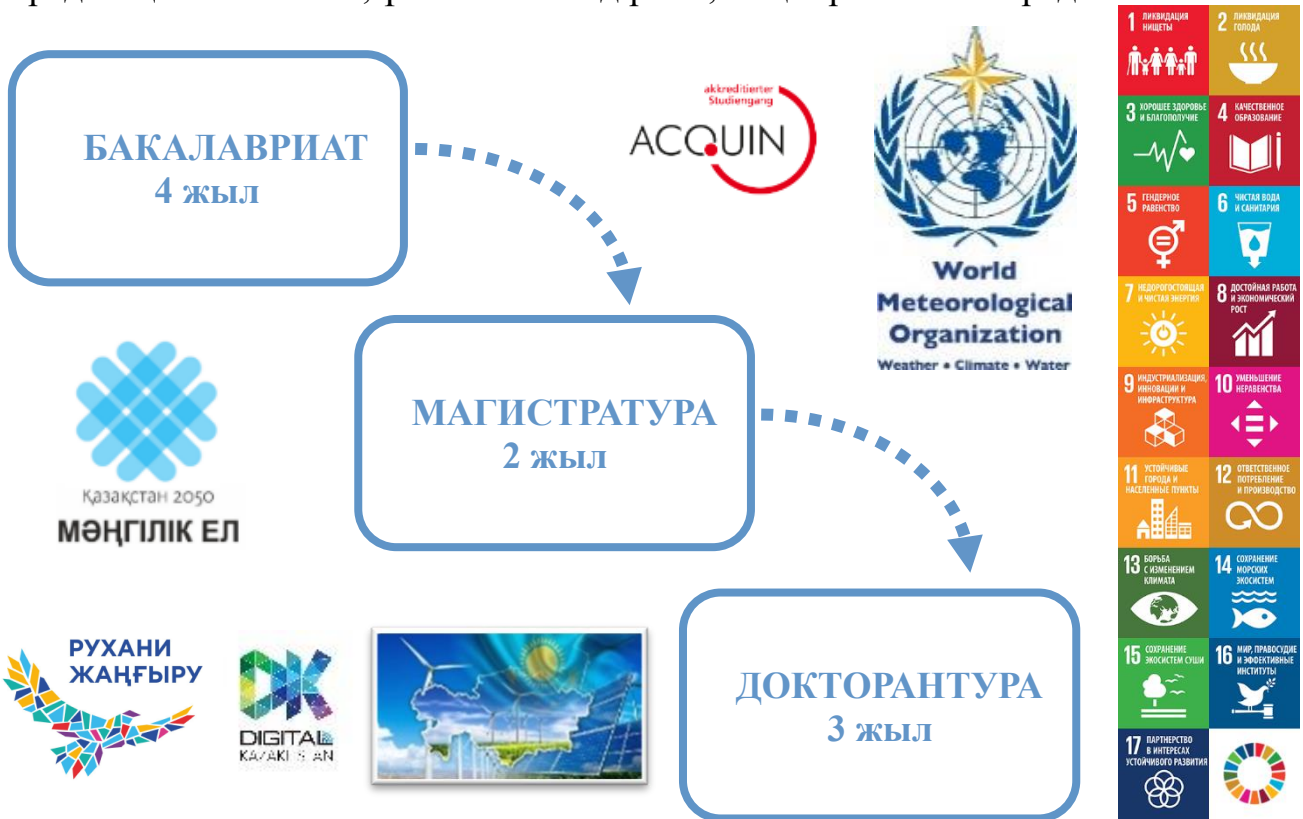 БАКАЛАВРИАТ
4 жыл
akkreditierter
Studiengang
ACQUIN
World
Meteorological
Organization
Weather • Climate • Water
МАГИСТРАТУРА
2 жыл
Қазақстан 2050
МӘҢГІЛІК ЕЛ
РУХАНИ
ЖАҢҒЫРУ
DIGITAL
KAZAKHSTAN
ДОКТОРАНТУРА
3 жыл
1 ЛИКВИДАЦИЯ
НИЩЕТЫ
2 ЛИКВИДАЦИЯ
ГОЛОДА
3 ХОРОШЕЕ ЗДОРОВЬЕ
И БЛАГОПОЛУЧИЕ
4 КАЧЕСТВЕННОЕ
ОБРАЗОВАНИЕ
5 ГЕНДЕРНОЕ
РАВЕНСТВО
6 ЧИСТАЯ ВОДА
И САНИТАРИЯ
7 НЕДОРОГОСТОЯЩАЯ
И ЧИСТАЯ ЭНЕРГИЯ
8 ДОСТОЙНАЯ РАБОТА
И ЭКОНОМИЧЕСКИЙ
РОСТ
9 ИНДУСТРИАЛИЗАЦИЯ,
ИННОВАЦИИ И
ИНФРАСТРУКТУРА
10 УМЕНЬШЕНИЕ
НЕРАВЕНСТВА
11 УСТОЙЧИВЫЕ
ГОРОДА И
НАСЕЛЕННЫЕ ПУНКТЫ
12 ОТВЕТСТВЕННОЕ
ПОТРЕБЛЕНИЕ
И ПРОИЗВОДСТВО
13 БОРЬБА
С ИЗМЕНЕНИЕМ
КЛИМАТА
14 СОХРАНЕНИЕ
МОРСКИХ
ЭКОСИСТЕМ
15 СОХРАНЕНИЕ
ЭКОСИСТЕМ СУШИ
16 МИР, ПРАВОСУДИЕ
И ЭФФЕКТИВНЫЕ
ИНСТИТУТЫ
17 ПАРТНЕРСТВО
В ИНТЕРЕСАХ
УСТОЙЧИВОГО РАЗВИТИЯ